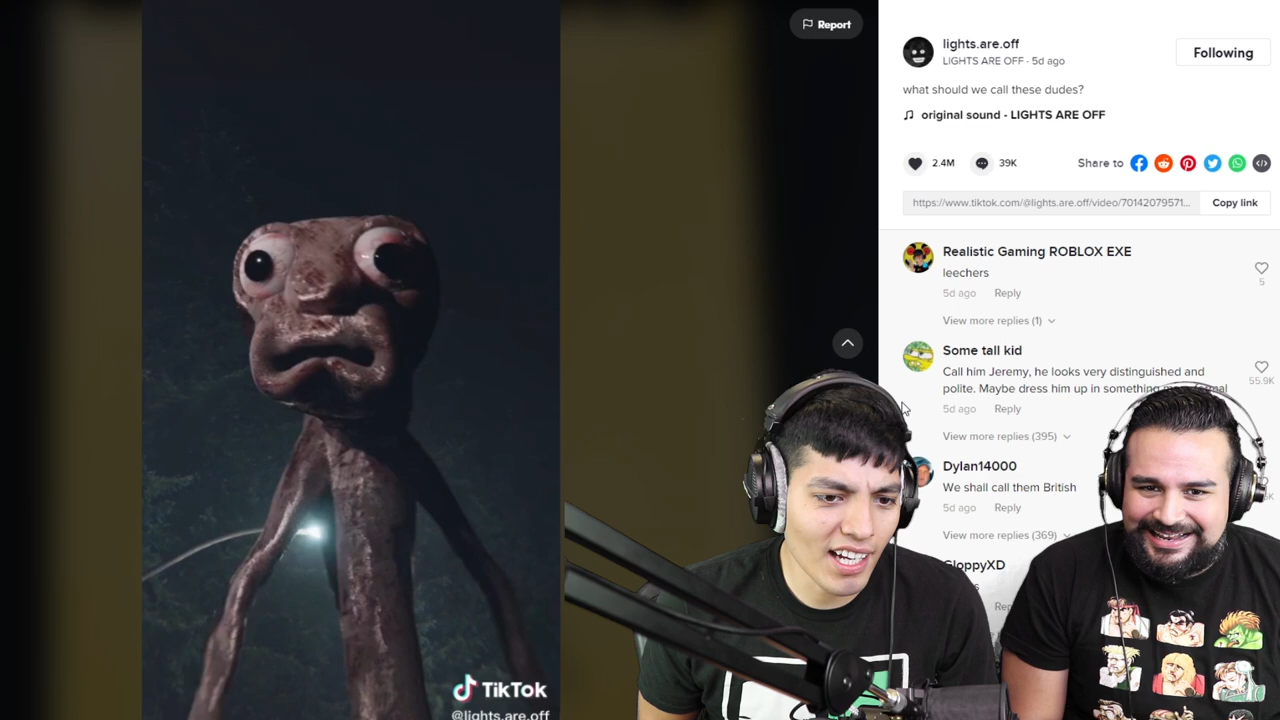 Report
lights.are.off
LIGHTS ARE OFF · 5d ago
Following
what should we call these dudes?
original sound - LIGHTS ARE OFF
2.4M
39K
Share to
https://www.tiktok.com/@lights.are.off/video/70142079571...
Copy link
Realistic Gaming ROBLOX EXE
leechers
5
5d ago
Reply
View more replies (1)
Some tall kid
Call him Jeremy, he looks very distinguished and
polite. Maybe dress him up in something
55.9K
5d ago
Reply
View more replies (395)
Dylan14000
We shall call them British
5d ago
Reply
View more replies (369)
TikTok
@lights.are.off